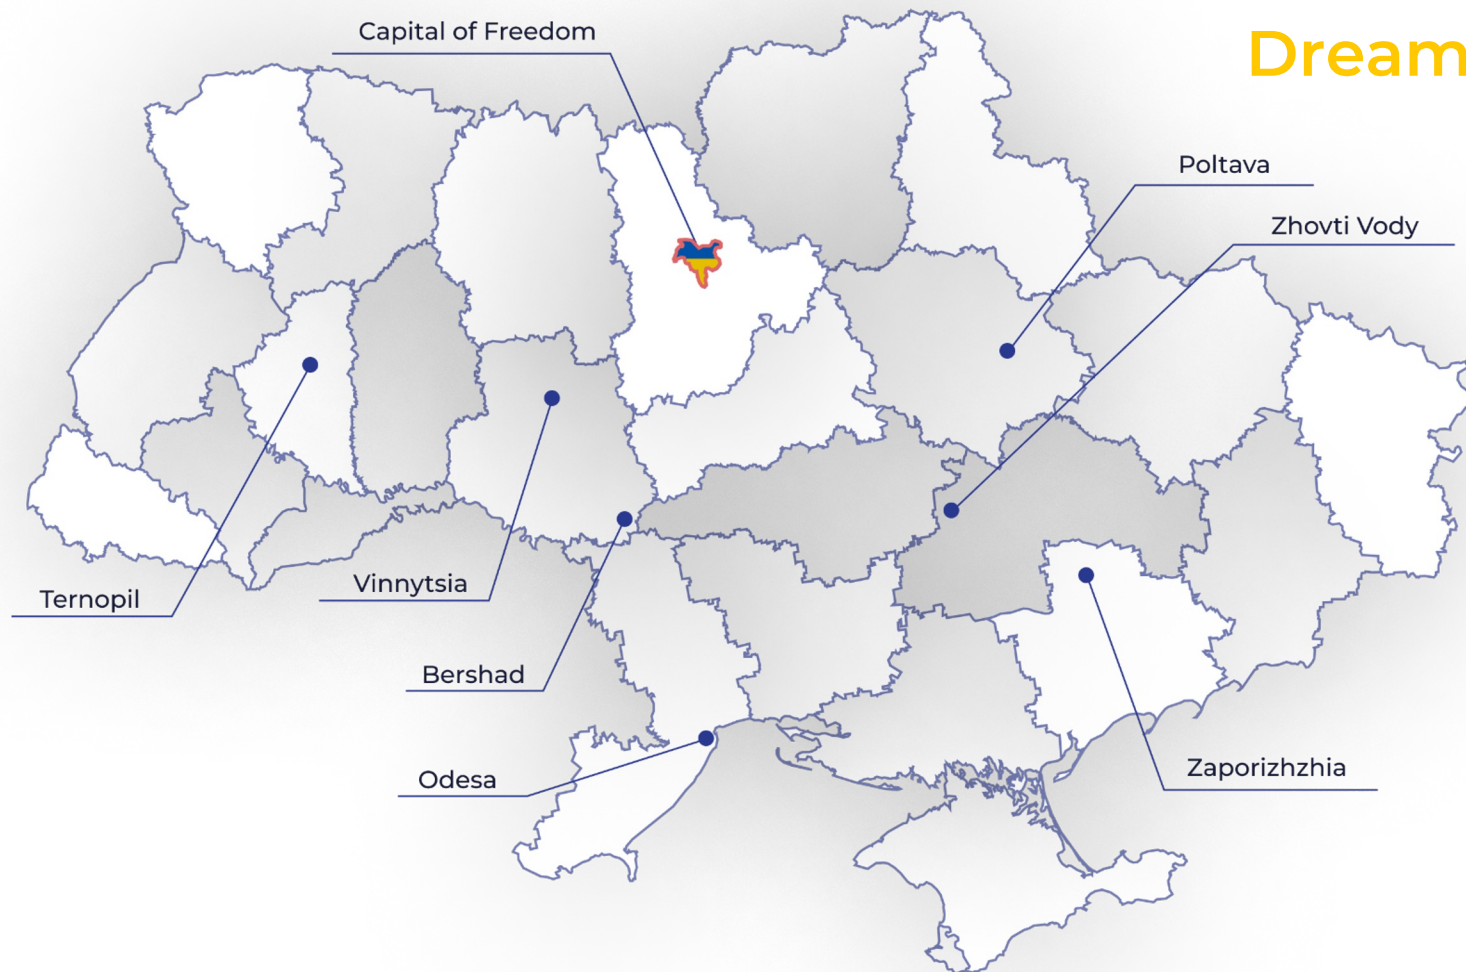 Capital of Freedom
Dream
Poltava
Zhovti Vody
Ternopil
Vinnytsia
Bershad
Odesa
Zaporizhzhia